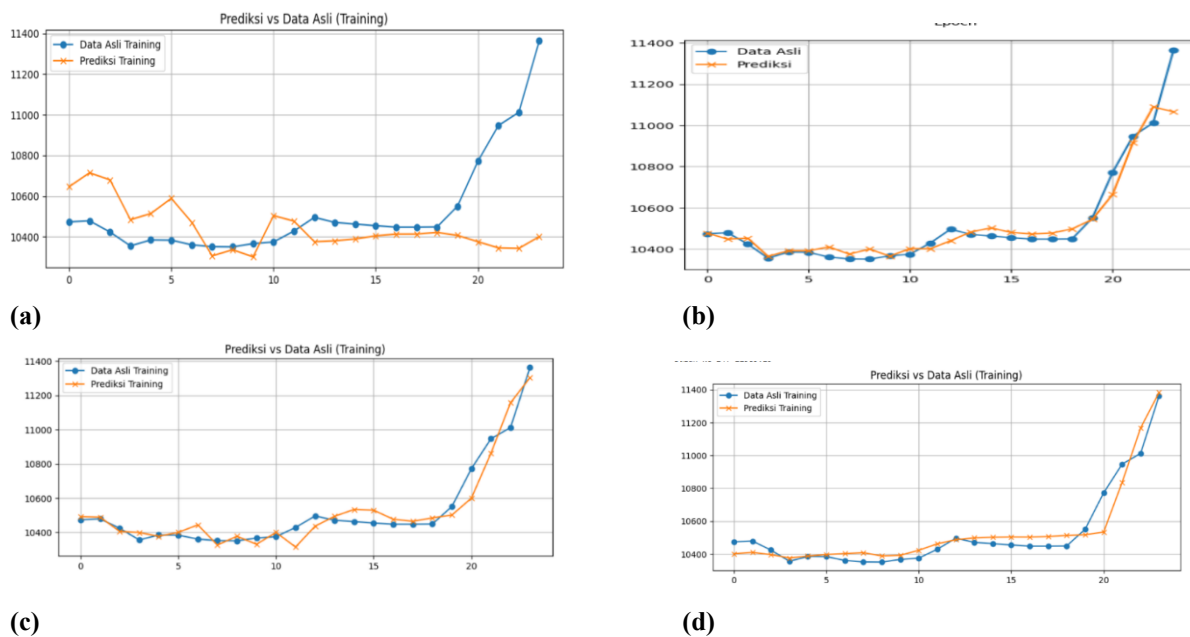 Prediksi vs Data Asli (Training)
11400
11200
11000
10800
10600
10400
Data Asli Training
Prediksi Training
0 5 10 15 20
(a)
Epoch
11400
11200
11000
10800
10600
10400
Data Asli
Prediksi
0 5 10 15 20
(b)
Prediksi vs Data Asli (Training)
11400
11200
11000
10800
10600
10400
Data Asli Training
Prediksi Training
0 5 10 15 20
(c)
Prediksi vs Data Asli (Training)
11400
11200
11000
10800
10600
10400
Data Asli Training
Prediksi Training
0 5 10 15 20
(d)